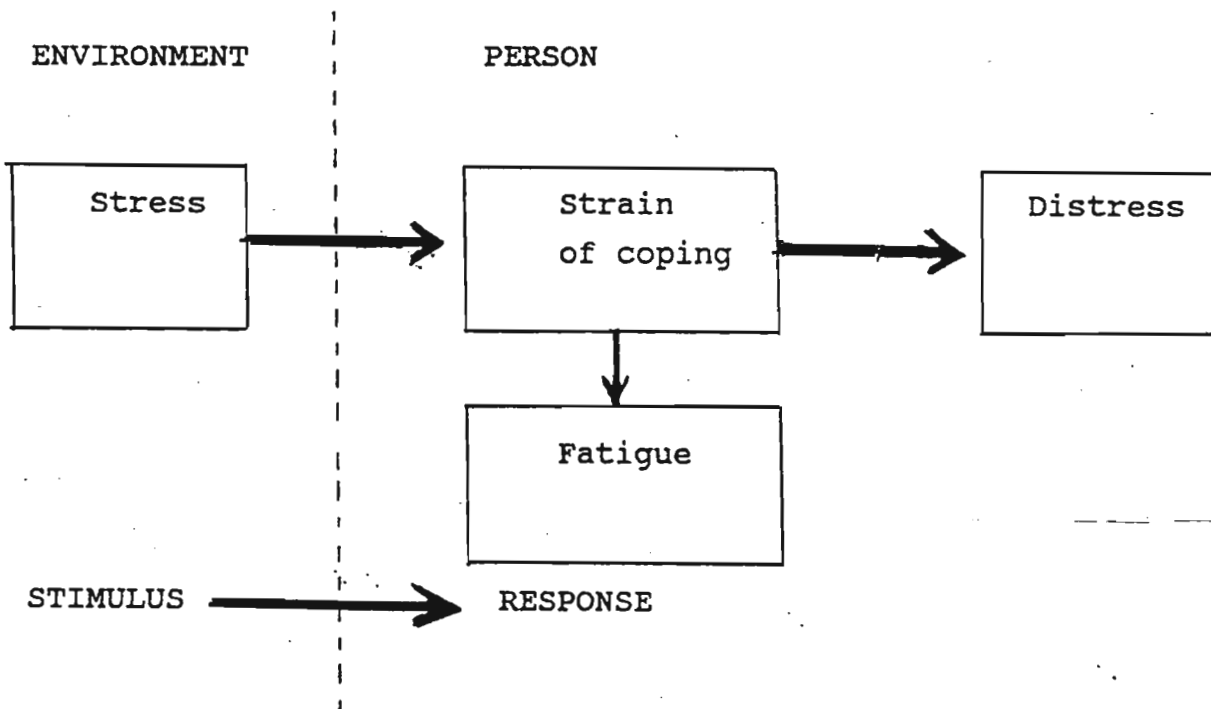 ENVIRONMENT
PERSON
Stress
Strain
of coping
Distress
Fatigue
STIMULUS
RESPONSE